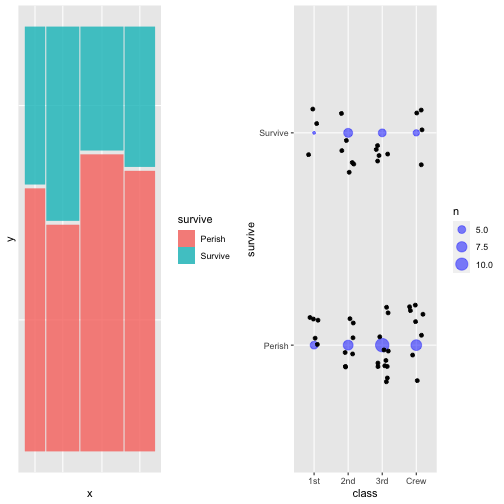 y
x
survive
Perish
Survive
survive
Survive
Perish
1st 2nd 3rd Crew
class
n
5.0
7.5
10.0